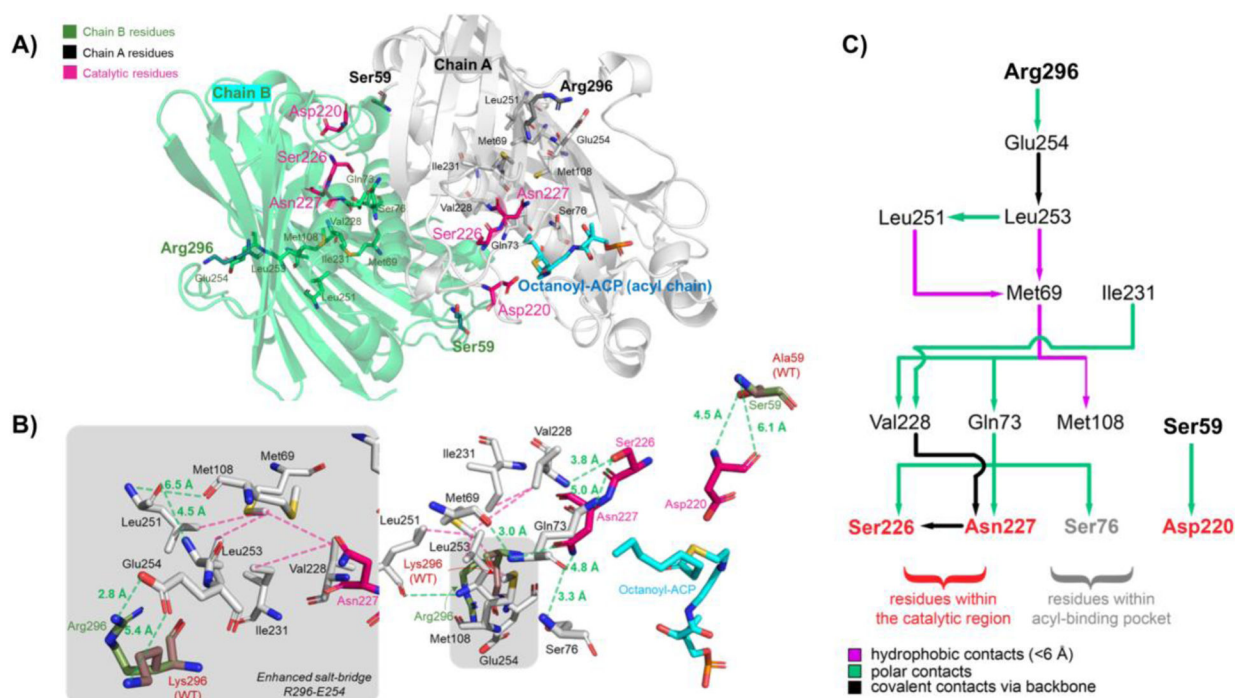 A)
Chain B residues
Chain A residues
Catalytic residues
Chain B
Ser59
Chain A
Arg296
Asp220
Leu251
Glu254
Met69
Met108
Ile231
Ser226
Gln73
Asn227
Ser76
Val228
Asn227
Ser76
Val228
Ser226
Gln73
Met108
Ile231
Met69
Arg296
Glu254
Leu253
Leu251
Octanoyl-ACP (acyl chain)
Asp220
Ser59
B)
Met69
Met108
6.5 Å
4.5 Å
Leu251
Leu253
Glu254
Val228
Asn227
2.8 Å
Arg296
5.4 Å
Ile231
Lys296
(WT)
Enhanced salt-bridge
R296-E254
Val228
Ile231
Ser226
3.8 Å
5.0 Å
Met69
Leu251
3.0 Å
Gln73
Asn227
Leu253
Lys296
(WT)
4.8 Å
3.3 Å
Arg296
Met108
Glu254
Ser76
Ala59
(WT)
Ser59
4.5 Å
6.1 Å
Asp220
Octanoyl-ACP
C)
Arg296
Glu254
Leu251
Leu253
Met69
Ile231
Val228
Gln73
Met108
Ser59
Ser226
Asn227
Ser76
Asp220
residues within
the catalytic region
residues within
acyl-binding pocket
hydrophobic contacts (<6 Å)
polar contacts
covalent contacts via backbone